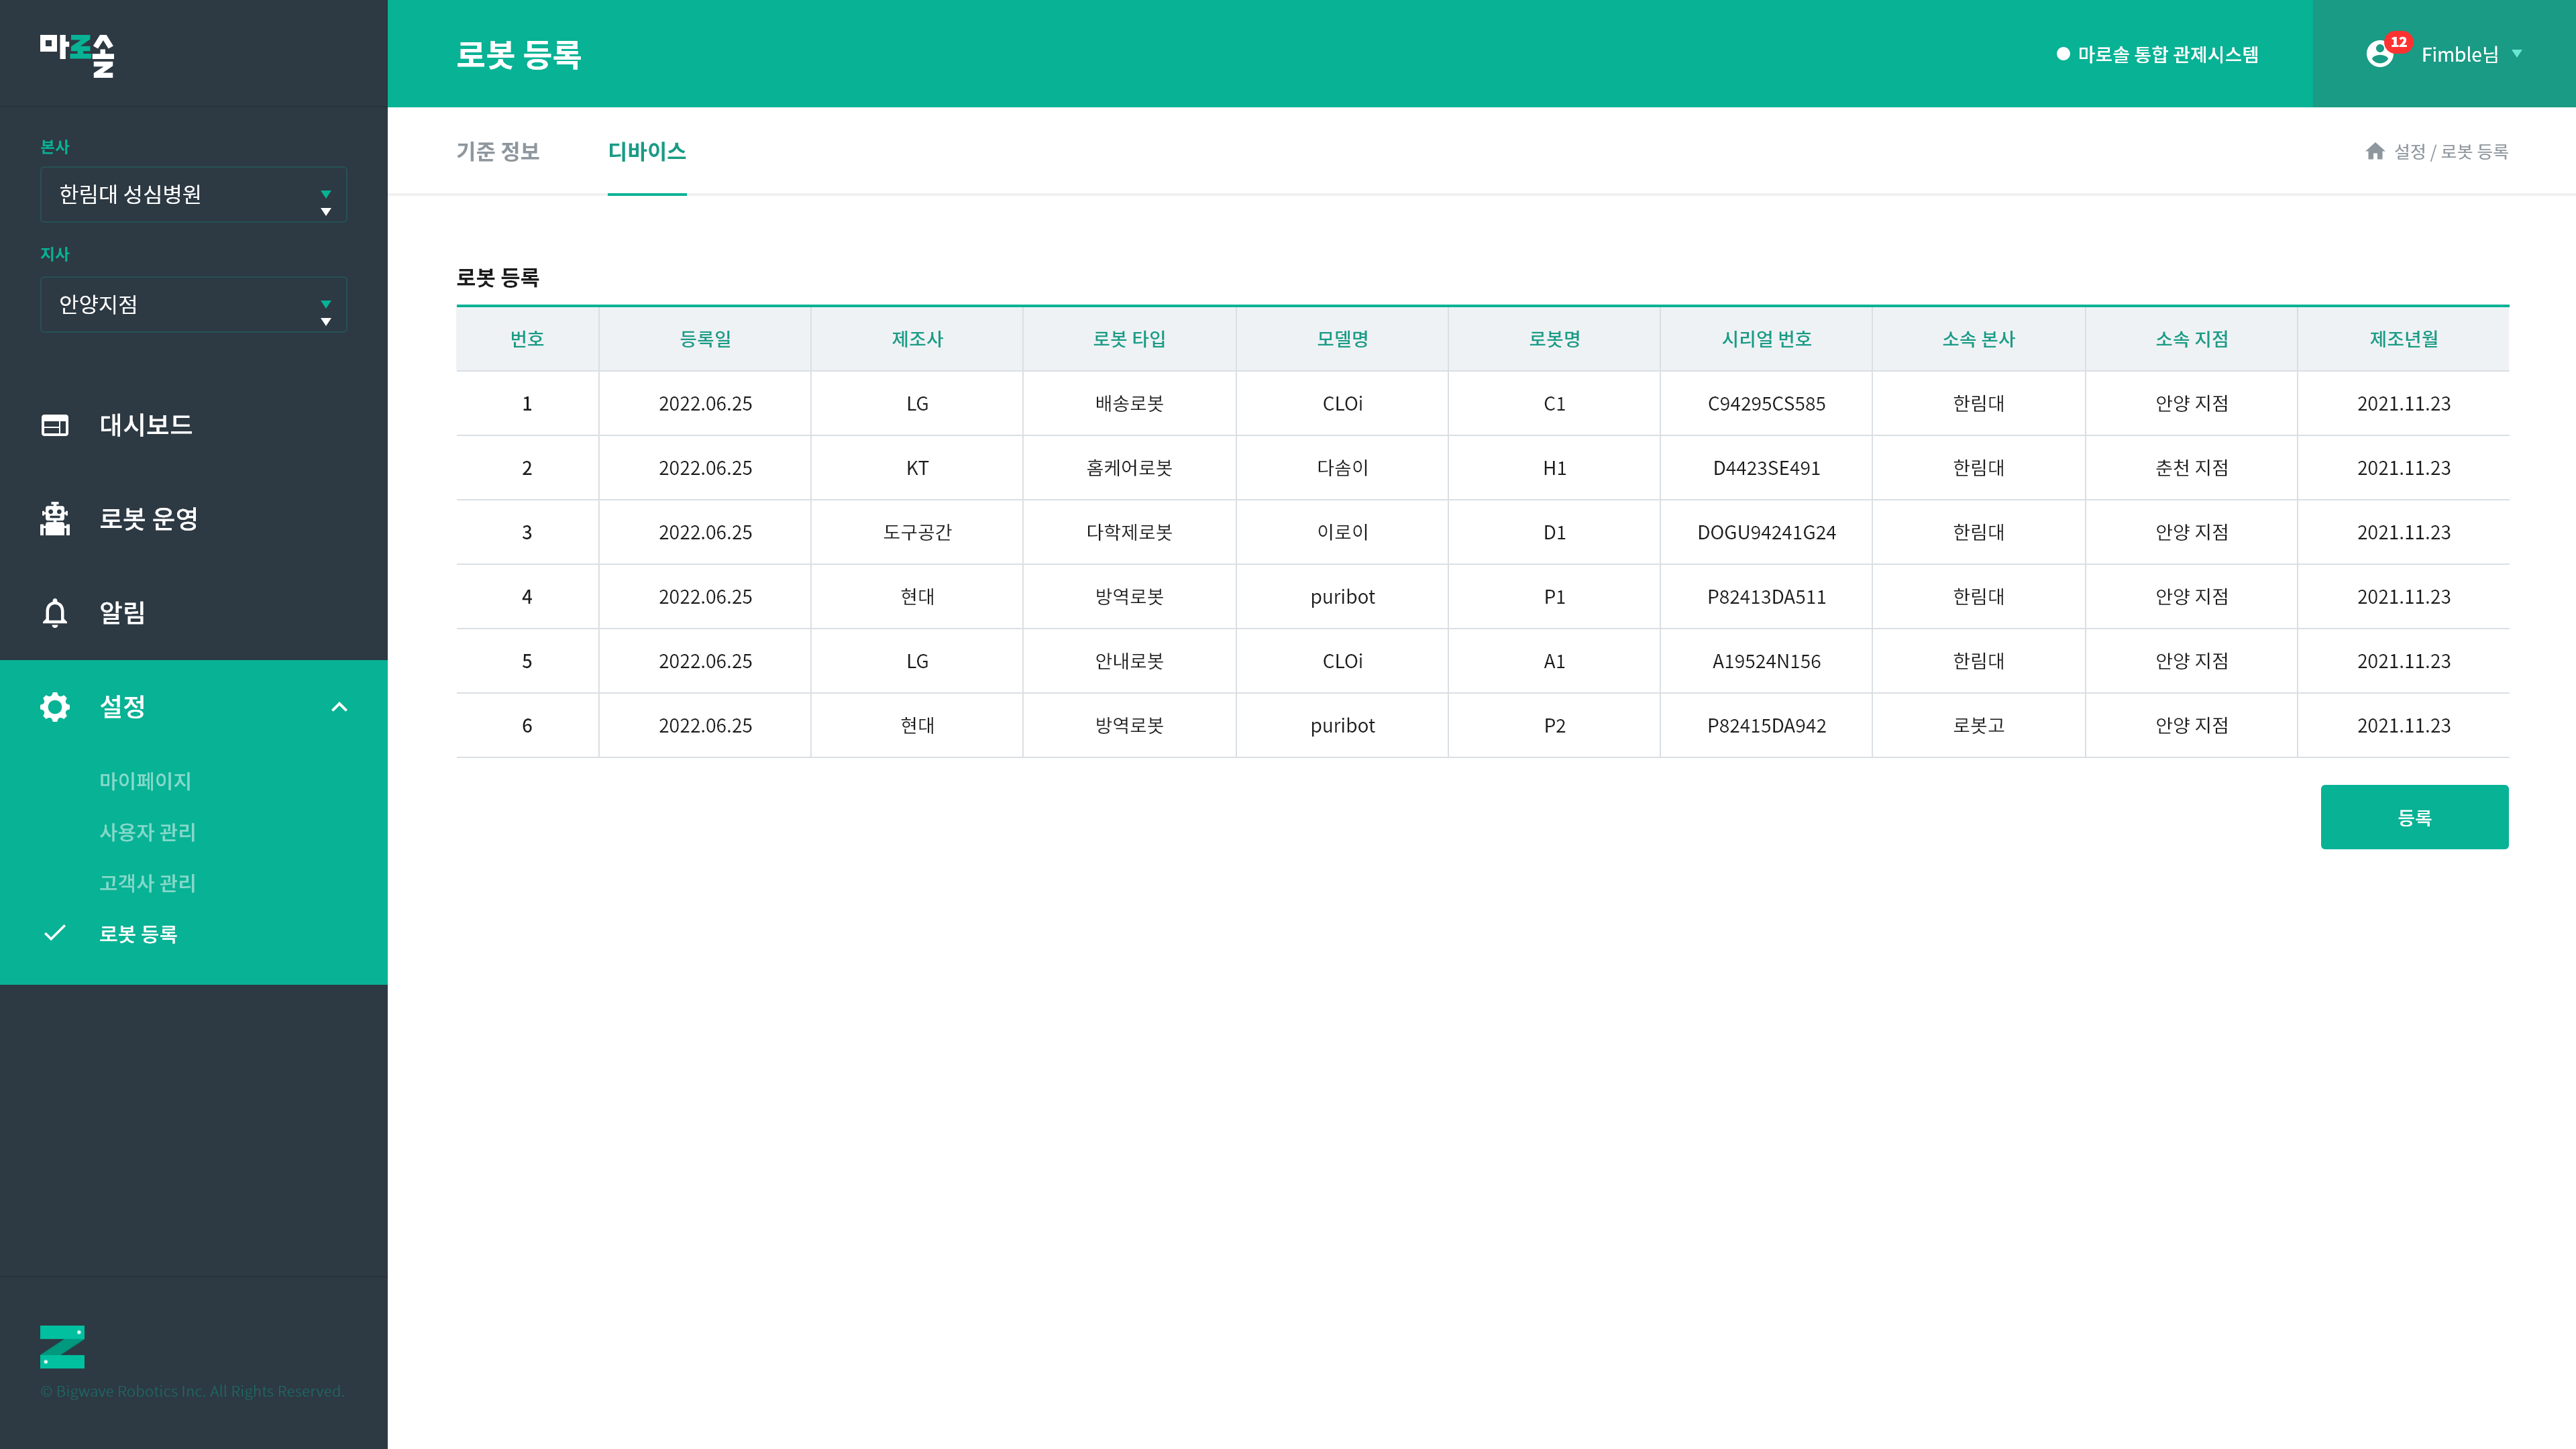 마로솔
로봇 등록
마로솔 통합 관제시스템
12
Fimble님
본사
한림대 성심병원
지사
안양지점
대시보드
로봇 운영
알림
설정
마이페이지
사용자 관리
고객사 관리
로봇 등록
© Bigwave Robotics Inc. All Rights Reserved.
기준 정보 디바이스
설정 / 로봇 등록
로봇 등록
번호 등록일 제조사 로봇 타입 모델명 로봇명 시리얼 번호 소속 본사 소속 지점 제조년월
1 2022.06.25 LG 배송로봇 CLOi C1 C94295CS585 한림대 안양 지점 2021.11.23
2 2022.06.25 KT 홈케어로봇 다솜이 H1 D4423SE491 한림대 춘천 지점 2021.11.23
3 2022.06.25 도구공간 다학제로봇 이로이 D1 DOGU94241G24 한림대 안양 지점 2021.11.23
4 2022.06.25 현대 방역로봇 puribot P1 P82413DA511 한림대 안양 지점 2021.11.23
5 2022.06.25 LG 안내로봇 CLOi A1 A19524N156 한림대 안양 지점 2021.11.23
6 2022.06.25 현대 방역로봇 puribot P2 P82415DA942 로봇고 안양 지점 2021.11.23
등록